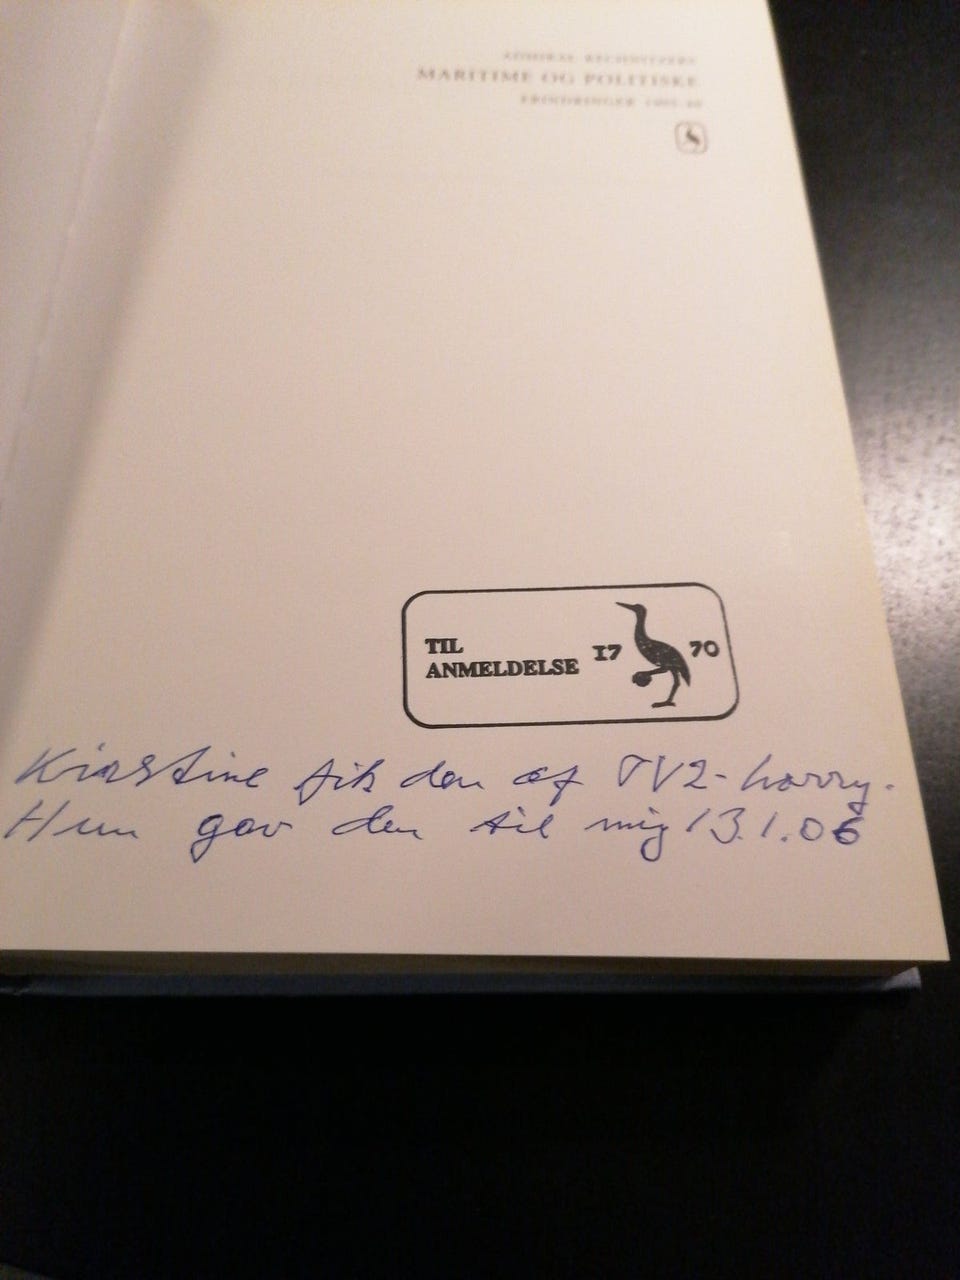 ADMIRAL RECHNITZERS
MARITIME OG POLITISKE
ERINDRINGER
TIL
ANMELDELSE
17 70
Kirstine fik den af TV2-harry.
Hun gav den til mig 13.1.06